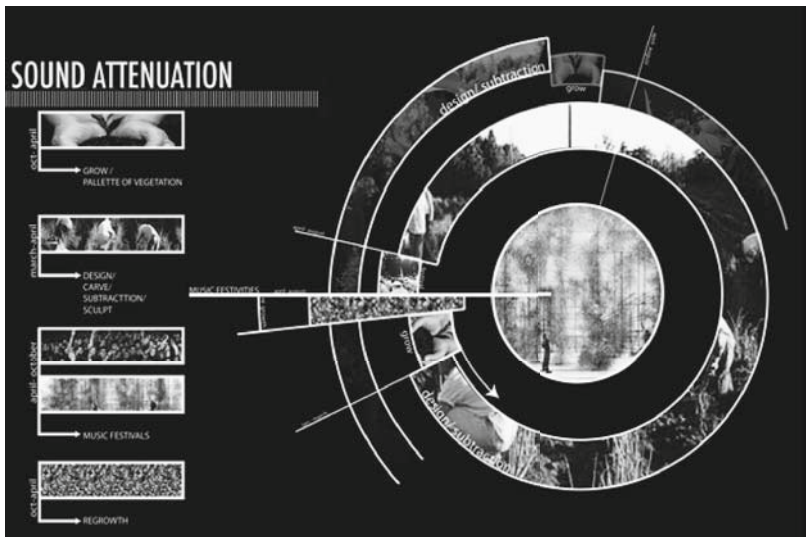 SOUND ATTENUATION
oct- april
GROW /
PALLETTE OF VEGETATION
march-april
DESIGN/
CARVE/
SUBTRACTTION/
SCULPT
april- october
MUSIC FESTIVALS
oct-april
REGROWTH
design/ subtraction
grow
MUSIC FESTIVITIES
grow
design/ subtraction